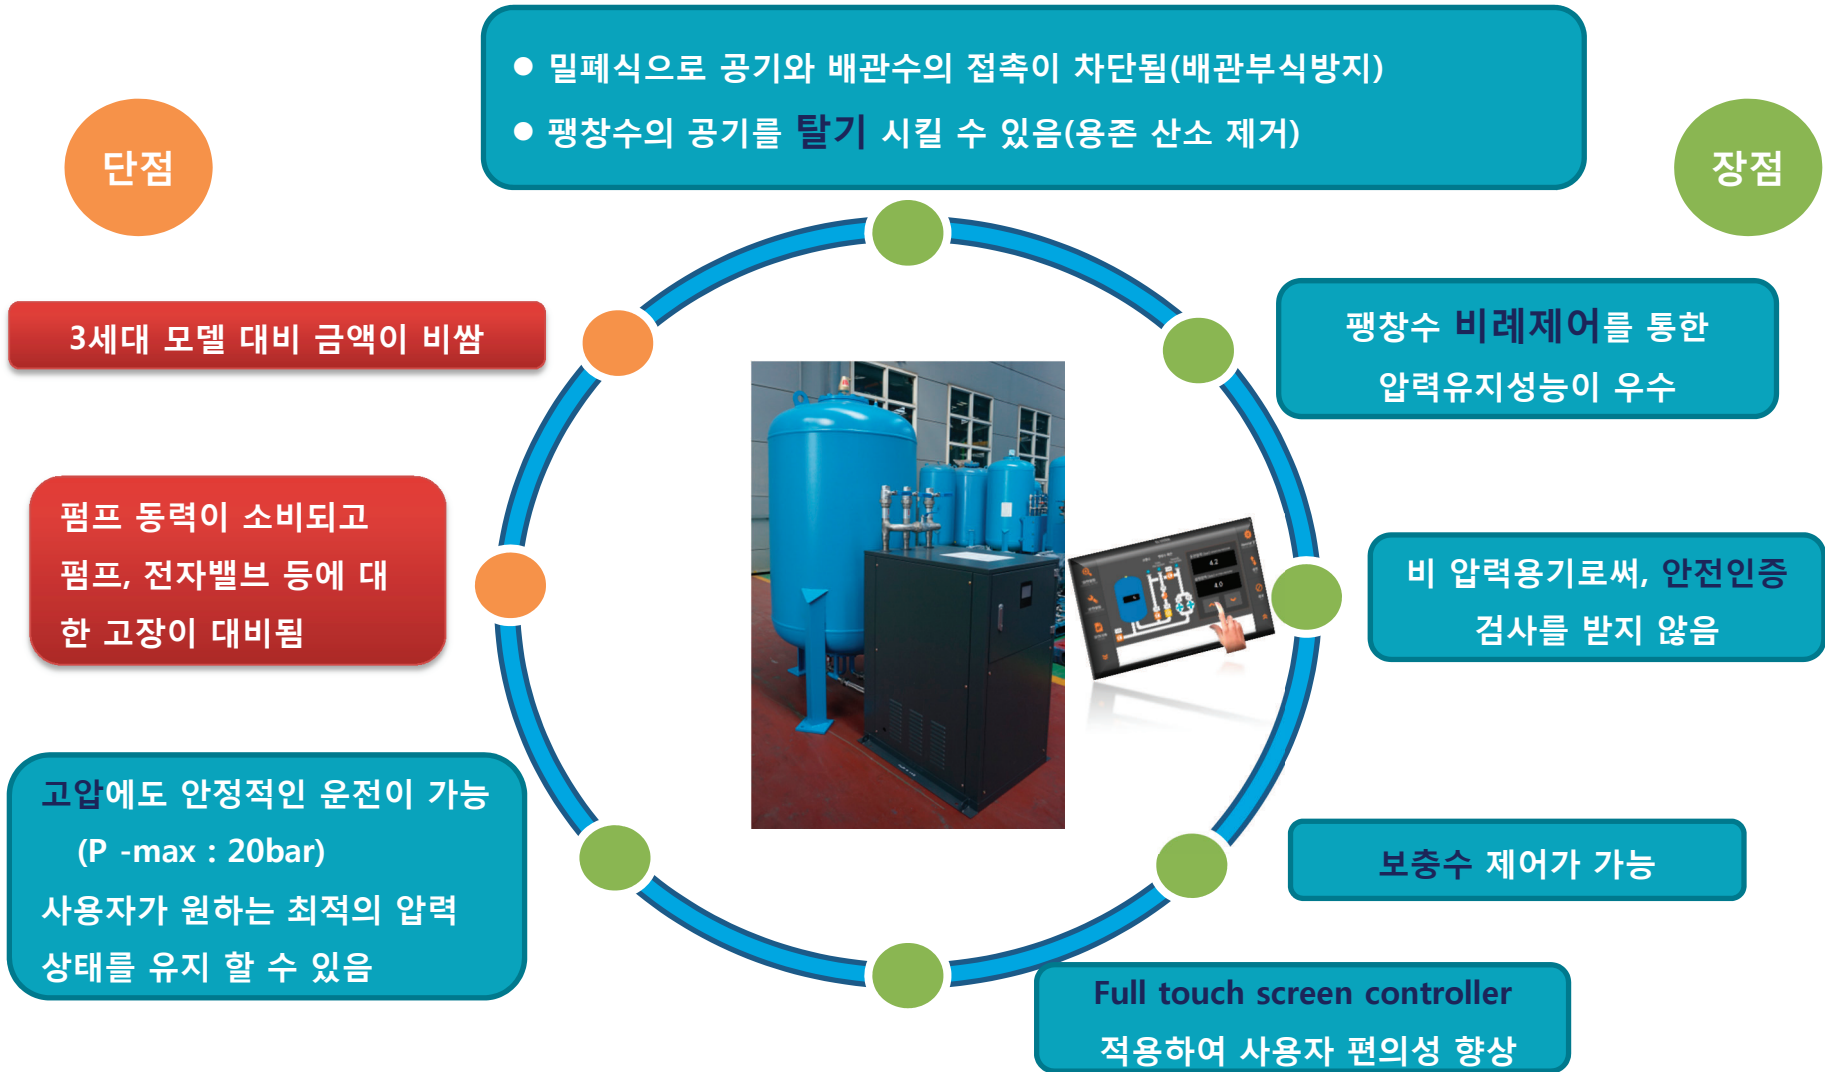 ● 밀폐식으로 공기와 배관수의 접촉이 차단됨(배관부식방지)
● 팽창수의 공기를 탈기 시킬 수 있음(용존 산소 제거)
단점
장점
3세대 모델 대비 금액이 비쌈
팽창수 비례제어를 통한
압력유지성능이 우수
펌프 동력이 소비되고
펌프, 전자밸브 등에 대
한 고장이 대비됨
4.2
4.0
비 압력용기로써, 안전인증
검사를 받지 않음
고압에도 안정적인 운전이 가능
(P -max : 20bar)
사용자가 원하는 최적의 압력
상태를 유지 할 수 있음
보충수 제어가 가능
Full touch screen controller
적용하여 사용자 편의성 향상